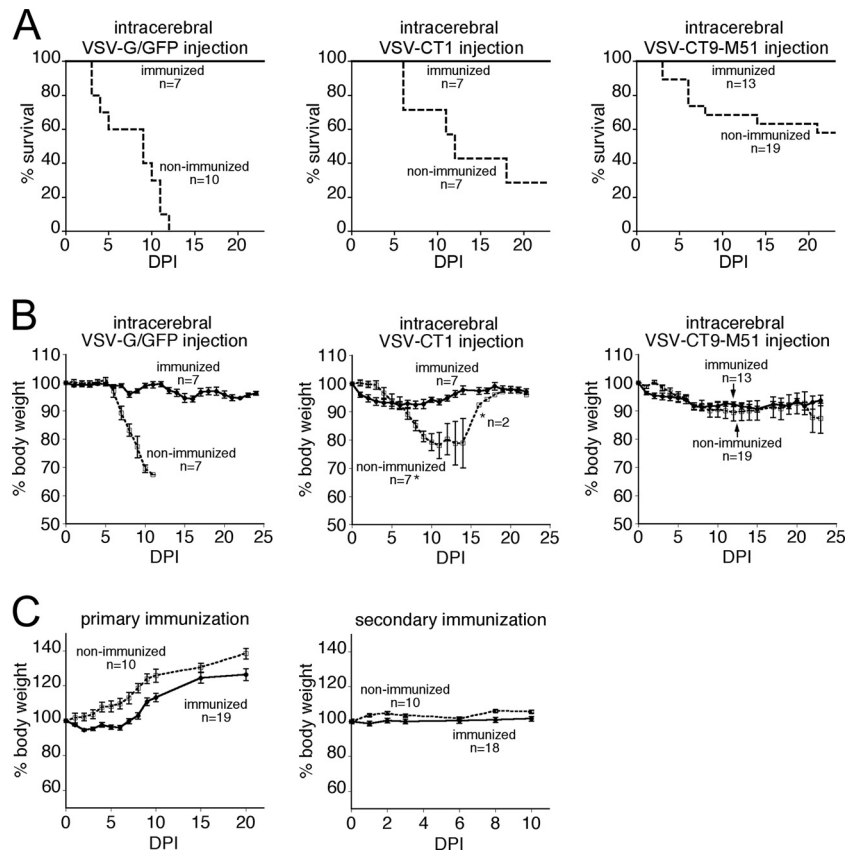 A
intracerebral
VSV-G/GFP injection
100
80
60
40
20
0
% survival
immunized
n=7
non-immunized
n=10
0 5 10 15 20
DPI
intracerebral
VSV-CT1 injection
100
80
60
40
20
0
% survival
immunized
n=7
non-immunized
n=7
0 5 10 15 20
DPI
intracerebral
VSV-CT9-M51 injection
100
80
60
40
20
0
% survival
immunized
n=13
non-immunized
n=19
0 5 10 15 20
DPI
B
intracerebral
VSV-G/GFP injection
110
100
90
80
70
60
50
% body weight
immunized
n=7
non-immunized
n=7
0 5 10 15 20 25
DPI
intracerebral
VSV-CT1 injection
110
100
90
80
70
60
50
% body weight
immunized
n=7
* n=2
non-immunized
n=7 *
0 5 10 15 20 25
DPI
intracerebral
VSV-CT9-M51 injection
110
100
90
80
70
60
50
% body weight
immunized
n=13
non-immunized
n=19
0 5 10 15 20 25
DPI
C
primary immunization
140
120
100
80
60
% body weight
non-immunized
n=10
immunized
n=19
0 5 10 15 20
DPI
secondary immunization
140
120
100
80
60
% body weight
non-immunized
n=10
immunized
n=18
0 2 4 6 8 10
DPI